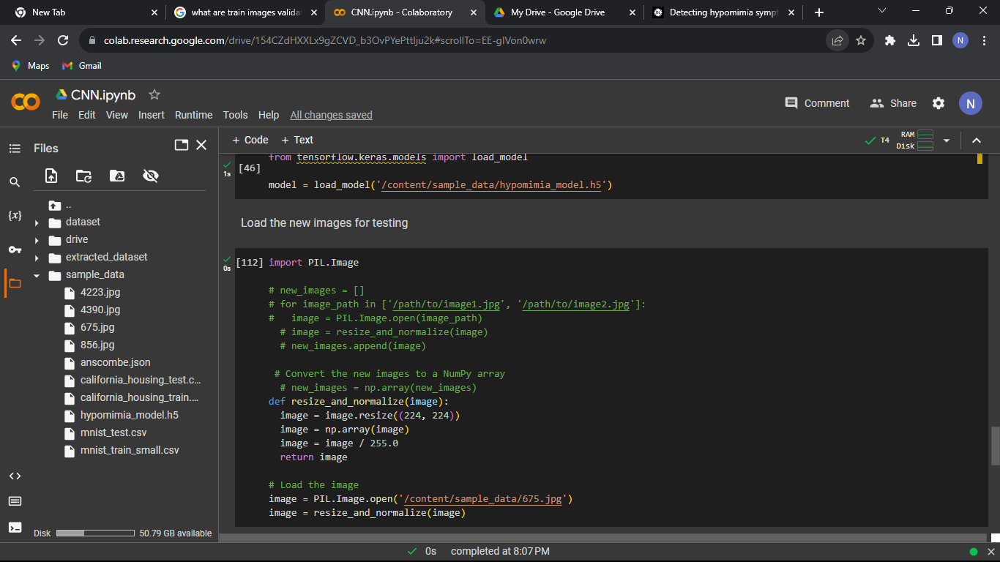 New Tab
what are train images valida
CNN.ipynb - Colaboratory
My Drive - Google Drive
Detecting hypomimia symp
colab.research.google.com/drive/154CZdHXXLx9gZCVD_b3OvPYePttIju2k#scrollTo=EE-gIVon0wrw
N
Maps
Gmail
CNN.ipynb
File Edit View Insert Runtime Tools Help All changes saved
Comment
Share
N
Files
+ Code + Text
T4
RAM
Disk
{x}
..
dataset
drive
extracted_dataset
sample_data
4223.jpg
4390.jpg
675.jpg
856.jpg
anscombe.json
california_housing_test.c...
california_housing_train....
hypomimia_model.h5
mnist_test.csv
mnist_train_small.csv
Disk
50.79 GB available
1s
[46]
from tensorflow.keras.models import load_model
model = load_model('/content/sample_data/hypomimia_model.h5')
Load the new images for testing
0s
[112] import PIL.Image
# new_images = []
# for image_path in ['/path/to/image1.jpg', '/path/to/image2.jpg']:
#   image = PIL.Image.open(image_path)
# image = resize_and_normalize(image)
# new_images.append(image)
# Convert the new images to a NumPy array
# new_images = np.array(new_images)
def resize_and_normalize(image):
image = image.resize((224, 224))
image = np.array(image)
image = image / 255.0
return image
# Load the image
image = PIL.Image.open('/content/sample_data/675.jpg')
image = resize_and_normalize(image)
0s completed at 8:07 PM